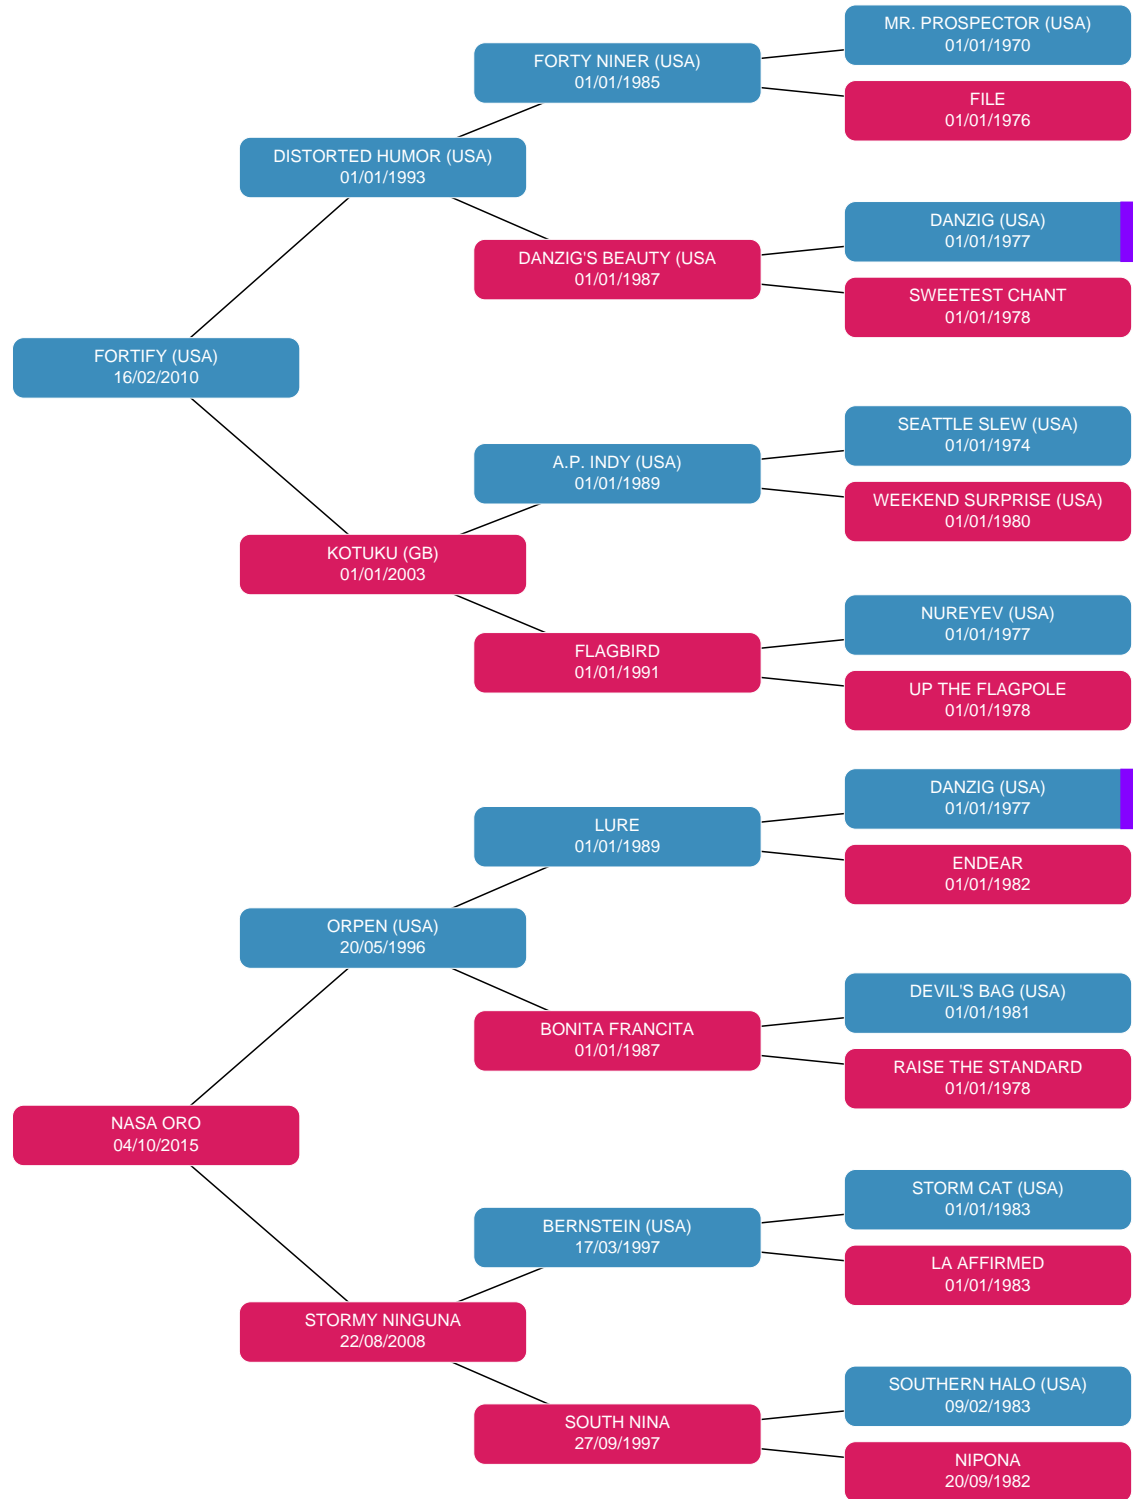 MR. PROSPECTOR (USA)
01/01/1970
FORTY NINER (USA)
01/01/1985
FILE
01/01/1976
DISTORTED HUMOR (USA)
01/01/1993
DANZIG (USA)
01/01/1977
DANZIG'S BEAUTY (USA
01/01/1987
SWEETEST CHANT
01/01/1978
FORTIFY (USA)
16/02/2010
SEATTLE SLEW (USA)
01/01/1974
A.P. INDY (USA)
01/01/1989
WEEKEND SURPRISE (USA)
01/01/1980
KOTUKU (GB)
01/01/2003
NUREYEV (USA)
01/01/1977
FLAGBIRD
01/01/1991
UP THE FLAGPOLE
01/01/1978
DANZIG (USA)
01/01/1977
LURE
01/01/1989
ENDEAR
01/01/1982
ORPEN (USA)
20/05/1996
DEVIL'S BAG (USA)
01/01/1981
BONITA FRANCITA
01/01/1987
RAISE THE STANDARD
01/01/1978
NASA ORO
04/10/2015
STORM CAT (USA)
01/01/1983
BERNSTEIN (USA)
17/03/1997
LA AFFIRMED
01/01/1983
STORMY NINGUNA
22/08/2008
SOUTHERN HALO (USA)
09/02/1983
SOUTH NINA
27/09/1997
NIPONA
20/09/1982